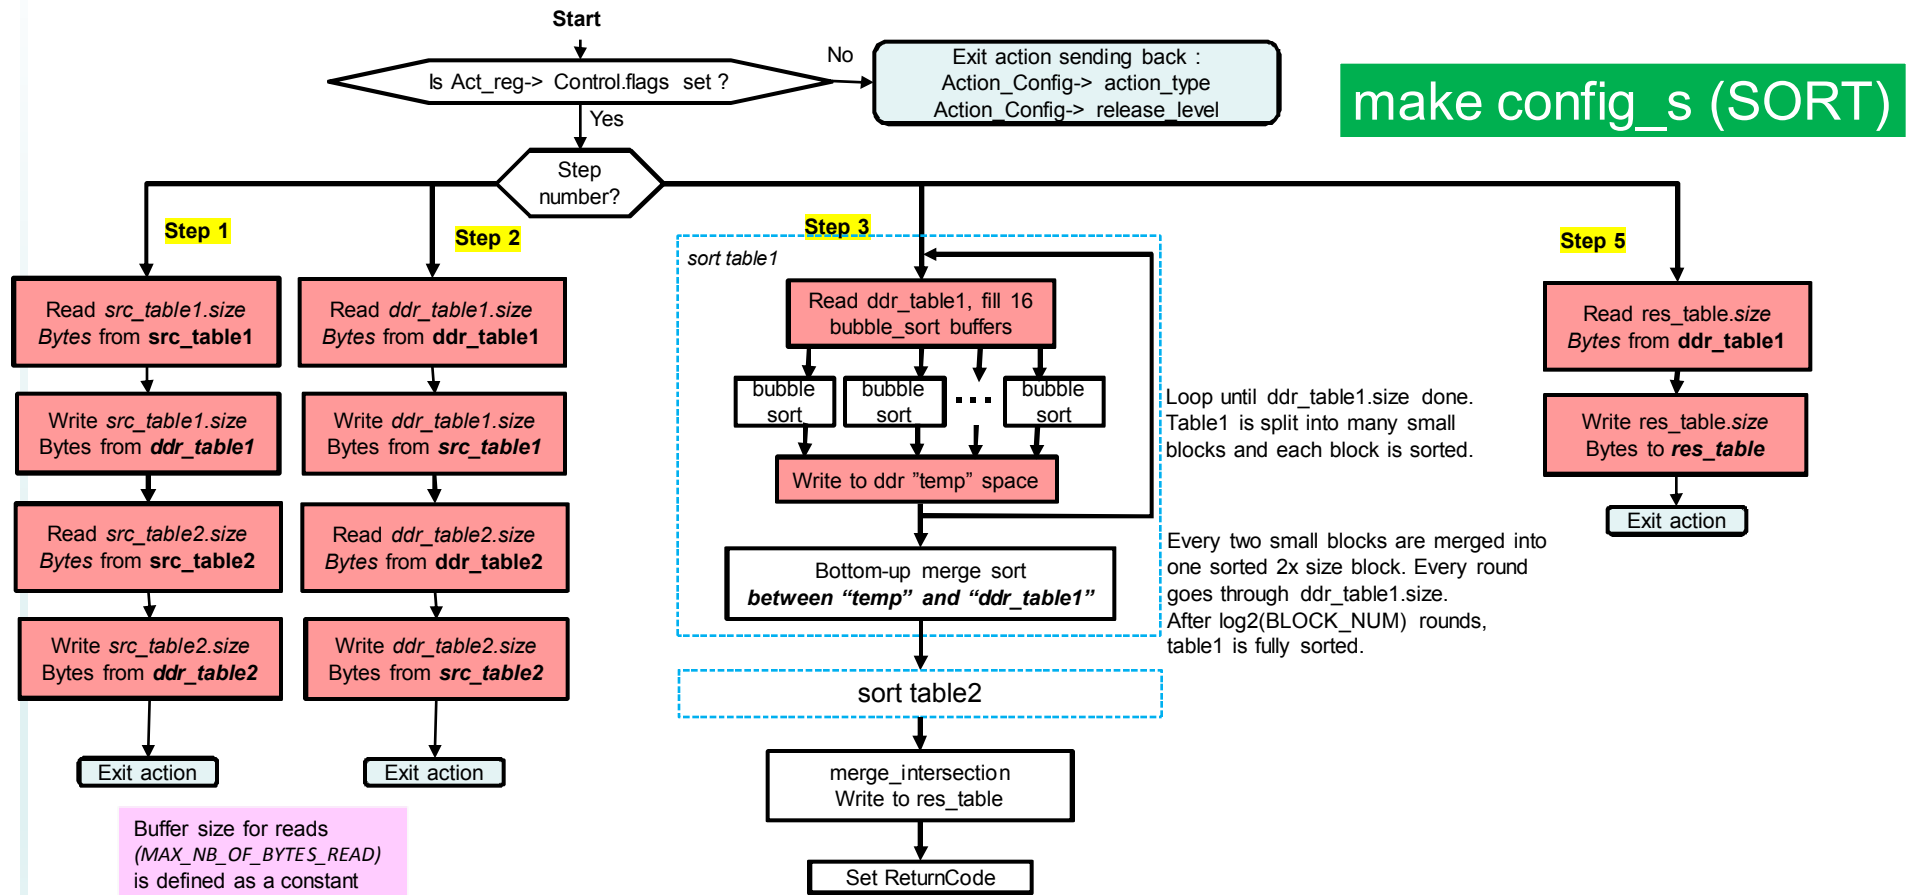 Start
Is Act_reg-> Control.flags set ?
No
Exit action sending back :
Action_Config-> action_type
Action_Config-> release_level
make config_s (SORT)
Yes
Step
number?
Step 1
Read src_table1.size
Bytes from src_table1
Write src_table1.size
Bytes from ddr_table1
Read src_table2.size
Bytes from src_table2
Write src_table2.size
Bytes from ddr_table2
Exit action
Step 2
Read ddr_table1.size
Bytes from ddr_table1
Write ddr_table1.size
Bytes from src_table1
Read ddr_table2.size
Bytes from ddr_table2
Write ddr_table2.size
Bytes from src_table2
Exit action
Buffer size for reads
(MAX_NB_OF_BYTES_READ)
is defined as a constant
Step 3
sort table1
Read ddr_table1, fill 16
bubble_sort buffers
bubble
sort
bubble
sort
bubble
sort
Write to ddr ”temp” space
Bottom-up merge sort
between “temp” and “ddr_table1”
Loop until ddr_table1.size done.
Table1 is split into many small
blocks and each block is sorted.
Every two small blocks are merged into
one sorted 2x size block. Every round
goes through ddr_table1.size.
After log2(BLOCK_NUM) rounds,
table1 is fully sorted.
sort table2
merge_intersection
Write to res_table
Set ReturnCode
Step 5
Read res_table.size
Bytes from ddr_table1
Write res_table.size
Bytes to res_table
Exit action